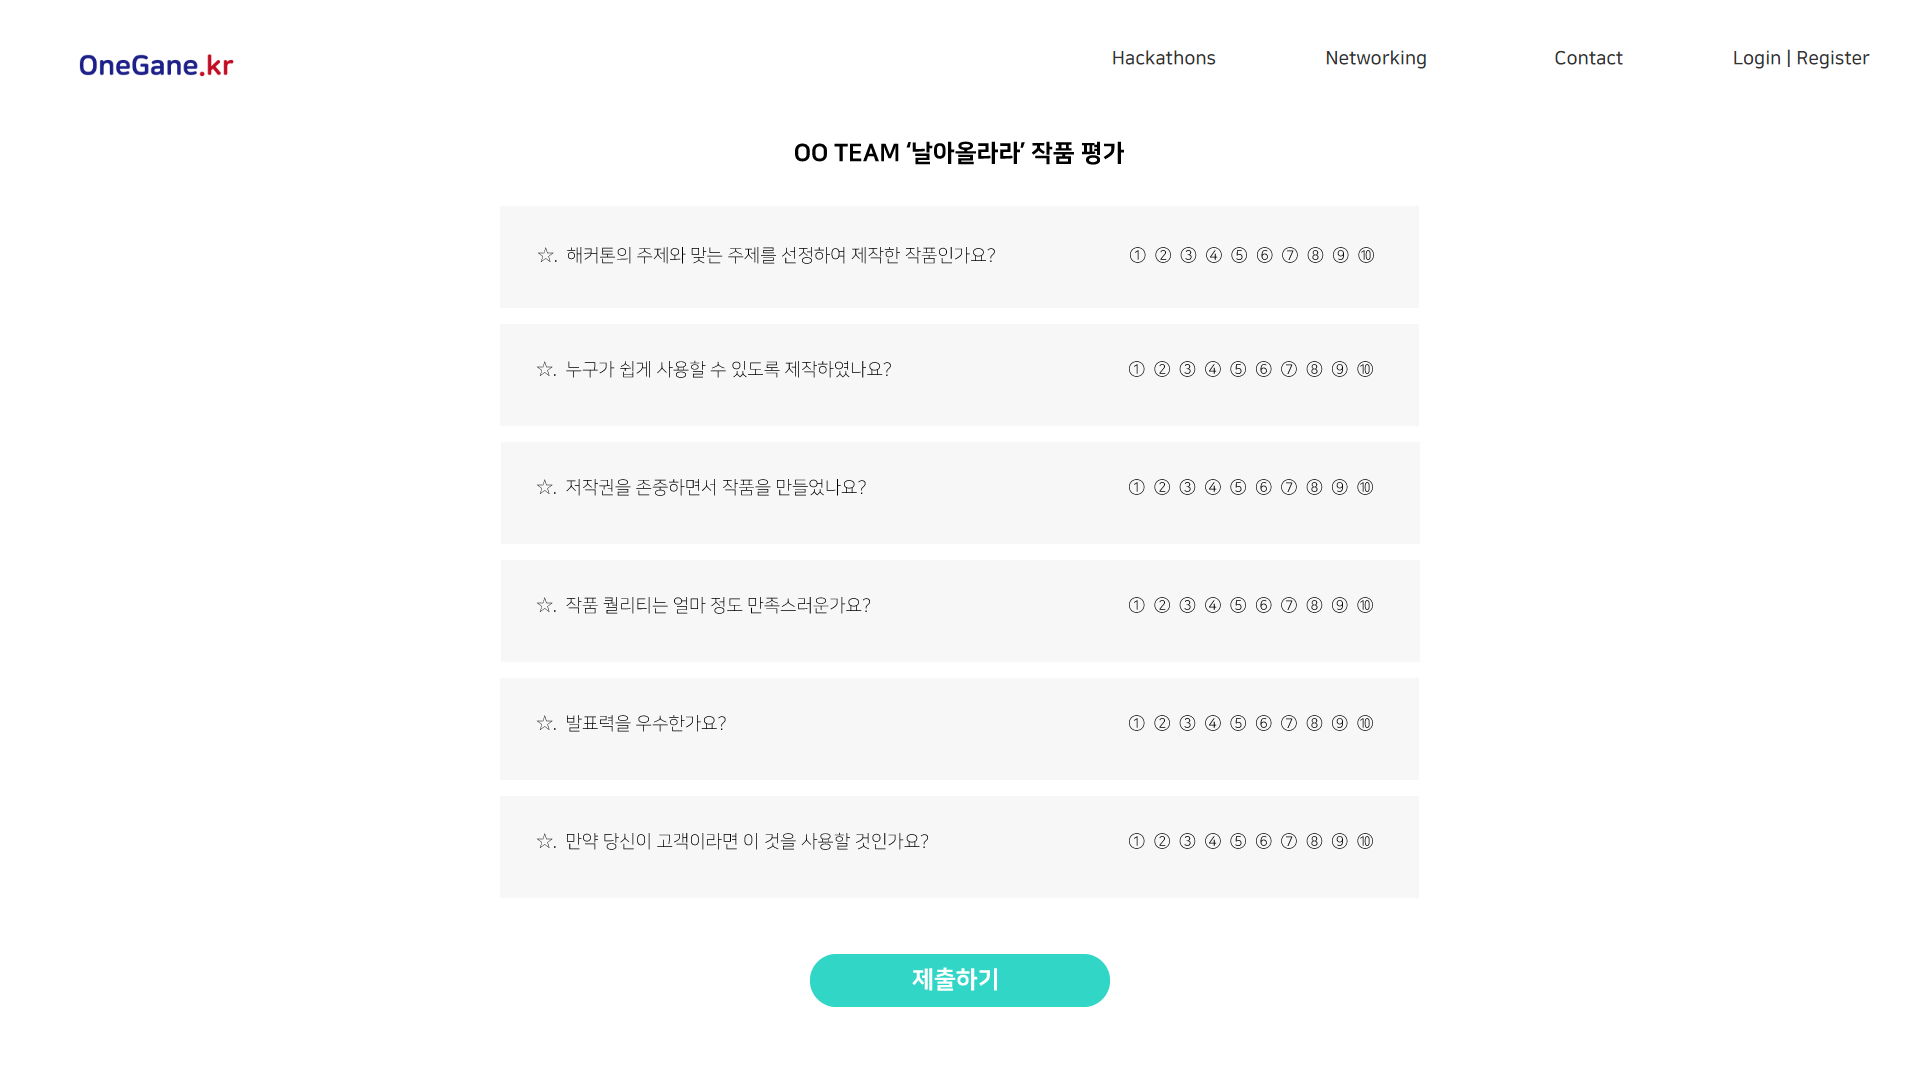 OneGane.kr
Hackathons Networking Contact Login | Register
OO TEAM ‘날아올라라’ 작품 평가
☆. 해커톤의 주제와 맞는 주제를 선정하여 제작한 작품인가요? ① ② ③ ④ ⑤ ⑥ ⑦ ⑧ ⑨ ⑩
☆. 누구가 쉽게 사용할 수 있도록 제작하였나요? ① ② ③ ④ ⑤ ⑥ ⑦ ⑧ ⑨ ⑩
☆. 저작권을 존중하면서 작품을 만들었나요? ① ② ③ ④ ⑤ ⑥ ⑦ ⑧ ⑨ ⑩
☆. 작품 퀄리티는 얼마 정도 만족스러운가요? ① ② ③ ④ ⑤ ⑥ ⑦ ⑧ ⑨ ⑩
☆. 발표력을 우수한가요? ① ② ③ ④ ⑤ ⑥ ⑦ ⑧ ⑨ ⑩
☆. 만약 당신이 고객이라면 이 것을 사용할 것인가요? ① ② ③ ④ ⑤ ⑥ ⑦ ⑧ ⑨ ⑩
제출하기